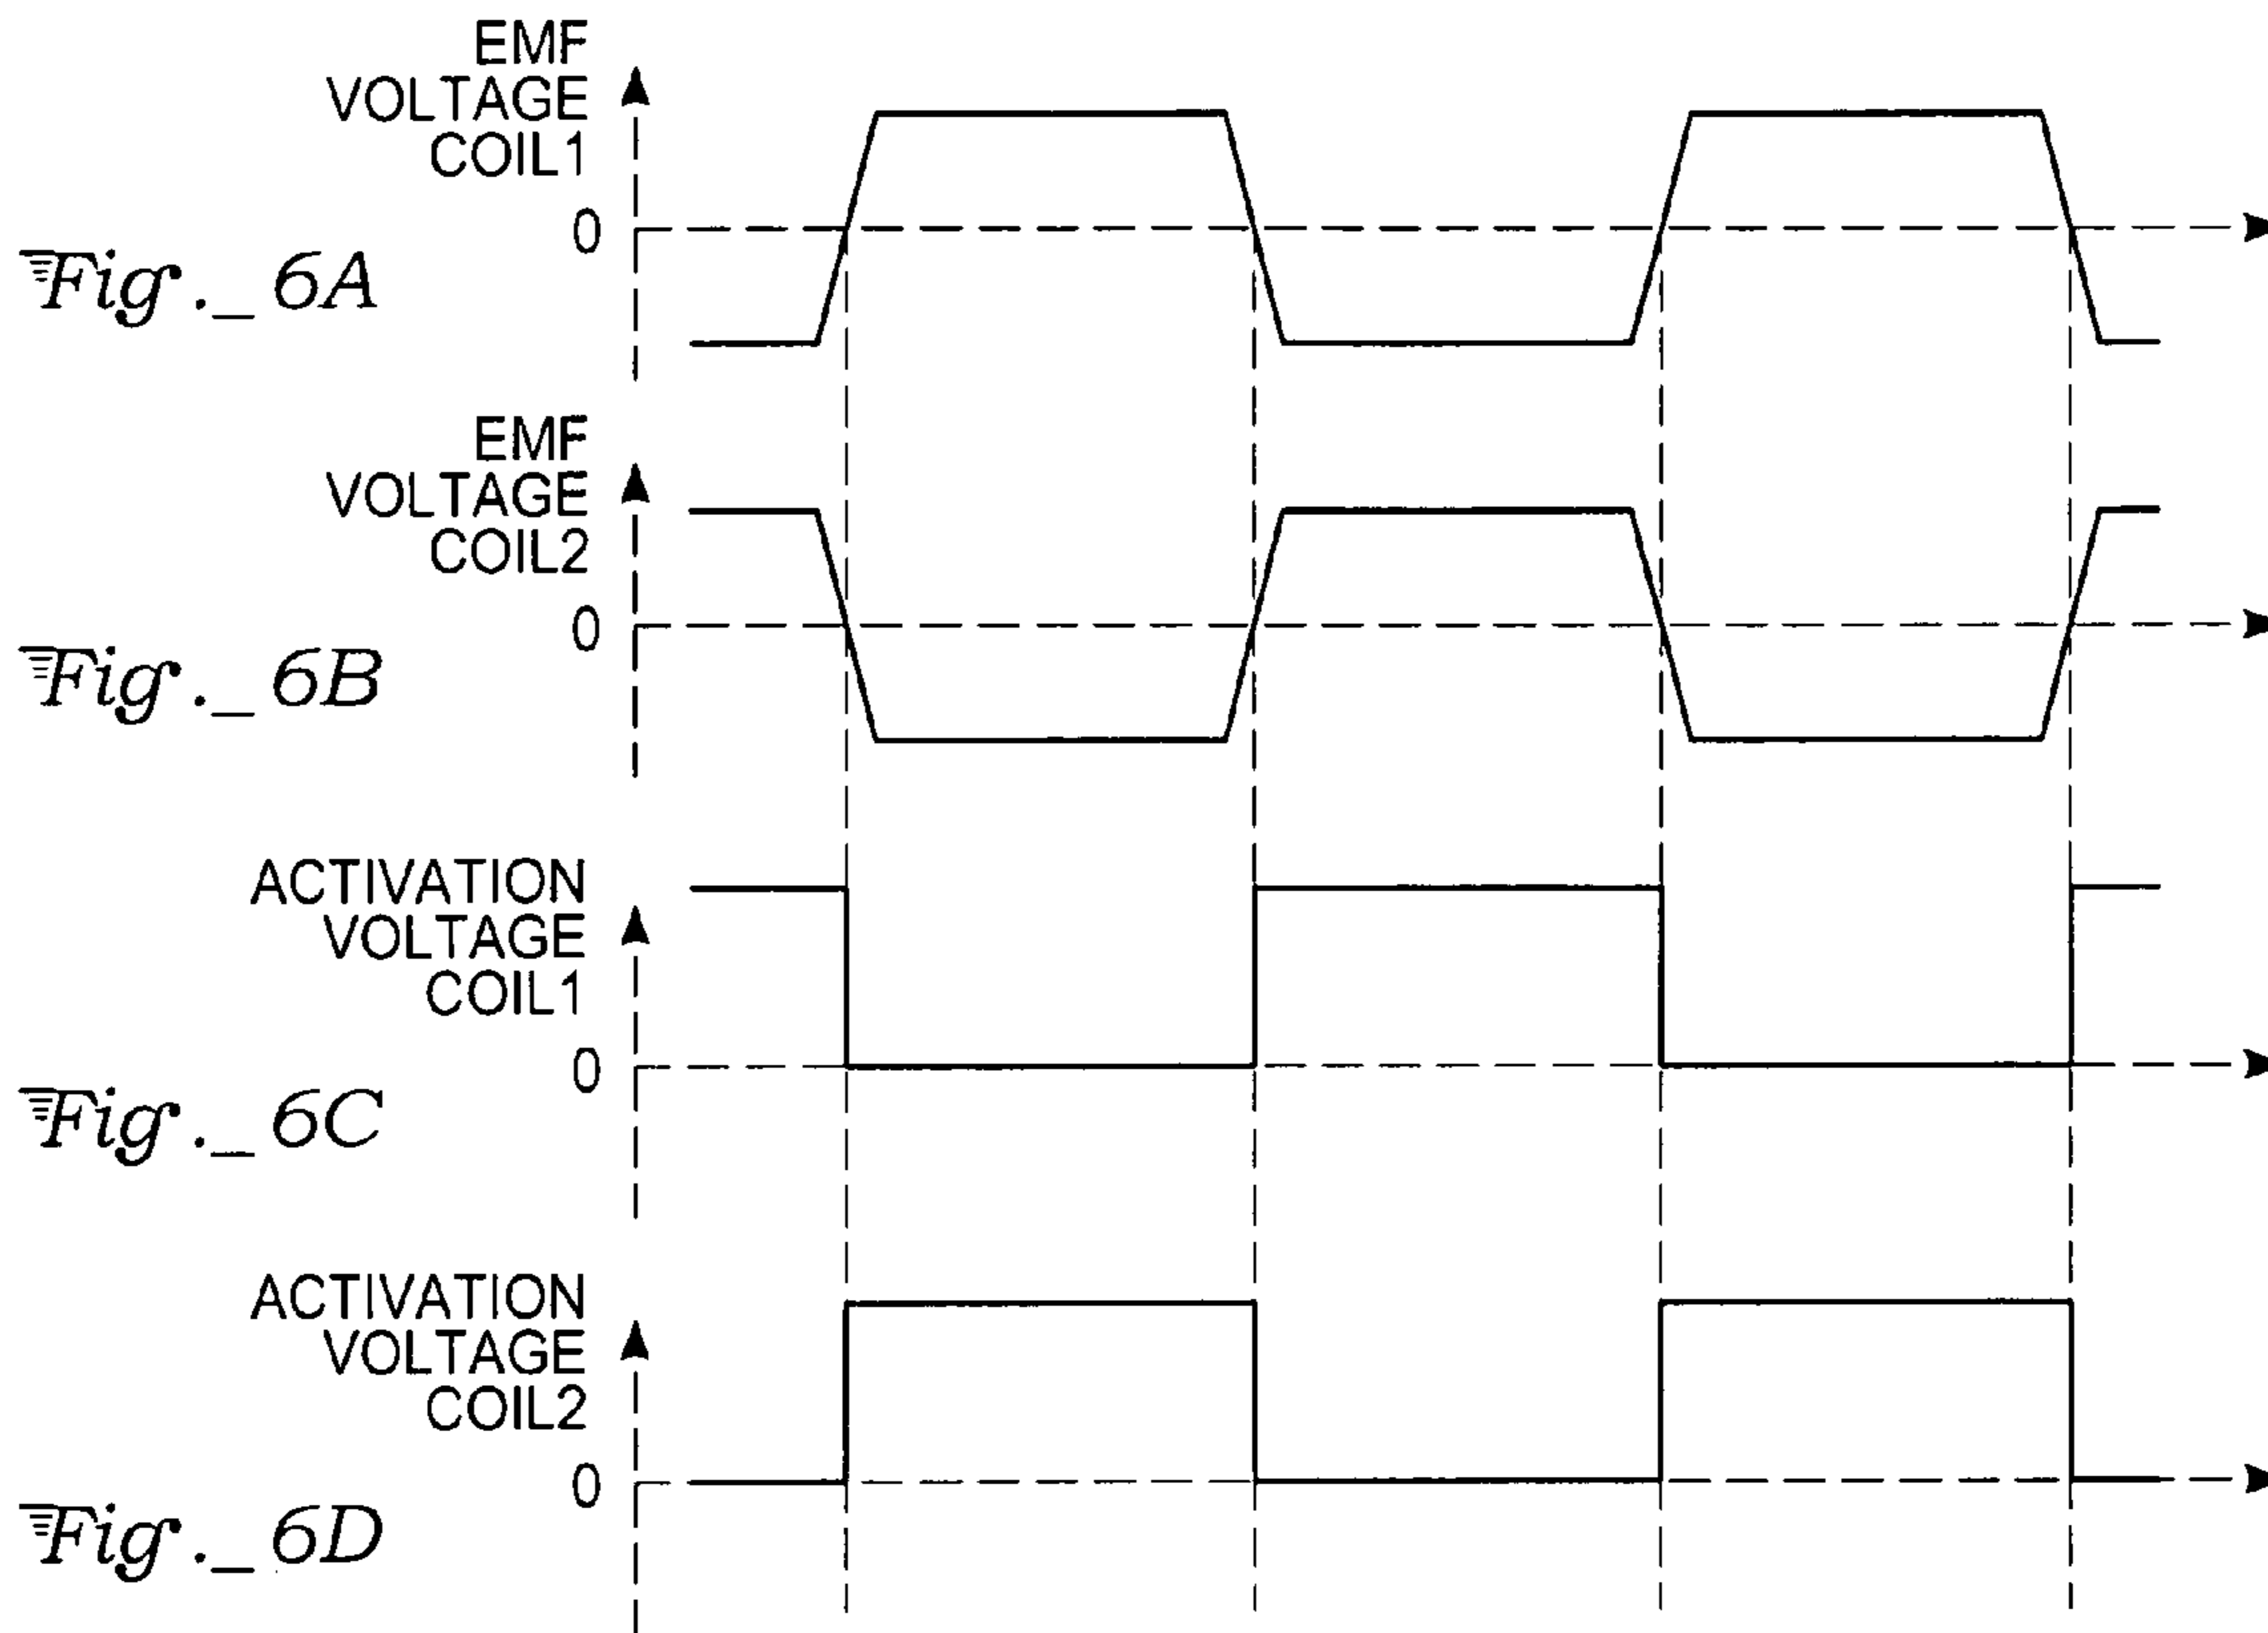 EMF
VOLTAGE
COIL1
0
Fig._6A
EMF
VOLTAGE
COIL2
0
Fig._6B
ACTIVATION
VOLTAGE
COIL1
0
Fig._6C
ACTIVATION
VOLTAGE
COIL2
0
Fig._6D